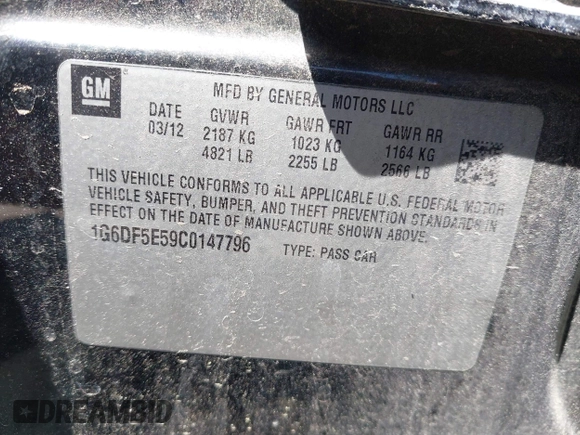 GM
MFD BY GENERAL MOTORS LLC
DATE GVWR GAWR FRT GAWR RR
03/12 2187 KG 1023 KG 1164 KG
4821 LB 2255 LB 2566 LB
THIS VEHICLE CONFORMS TO ALL APPLICABLE U.S. FEDERAL MOTOR
VEHICLE SAFETY, BUMPER, AND THEFT PREVENTION STANDARDS IN
EFFECT ON THE DATE OF MANUFACTURE SHOWN ABOVE.
1G6DF5E59C0147796 TYPE: PASS CAR
DREAMBID